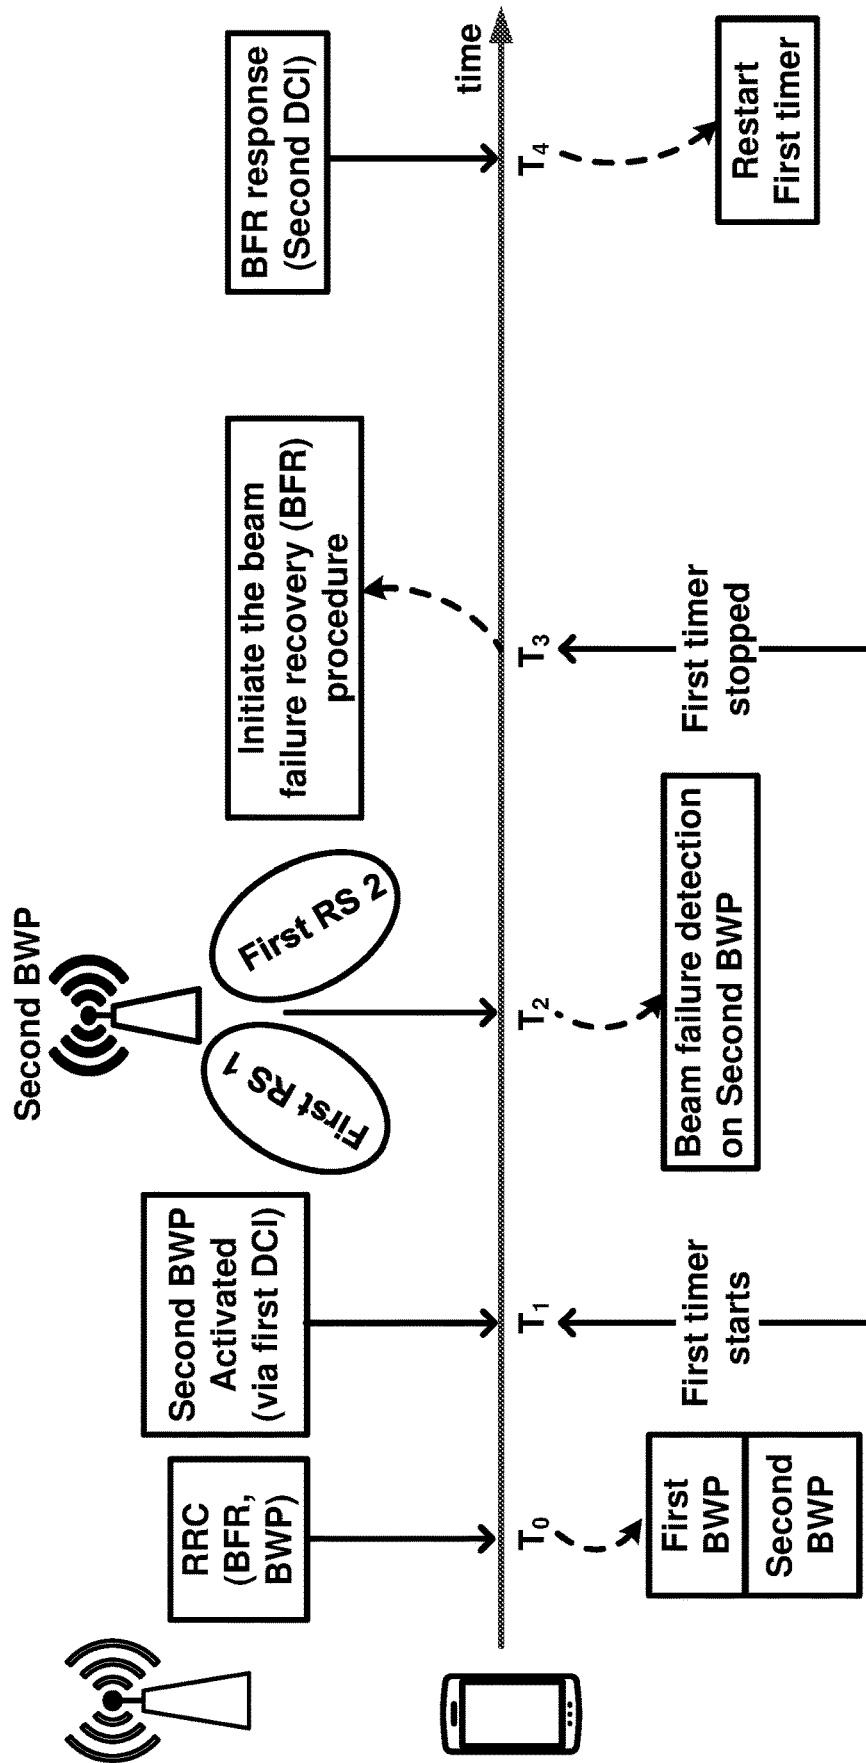 Second BWP
RRC
(BFR,
BWP)
Second BWP
Activated
(via first DCI)
First RS 1
First RS 2
Initiate the beam
failure recovery (BFR)
procedure
BFR response
(Second DCI)
time
T0
T1
T2
T3
T4
First
BWP
Second
BWP
First timer
starts
Beam failure detection
on Second BWP
First timer
stopped
Restart
First timer